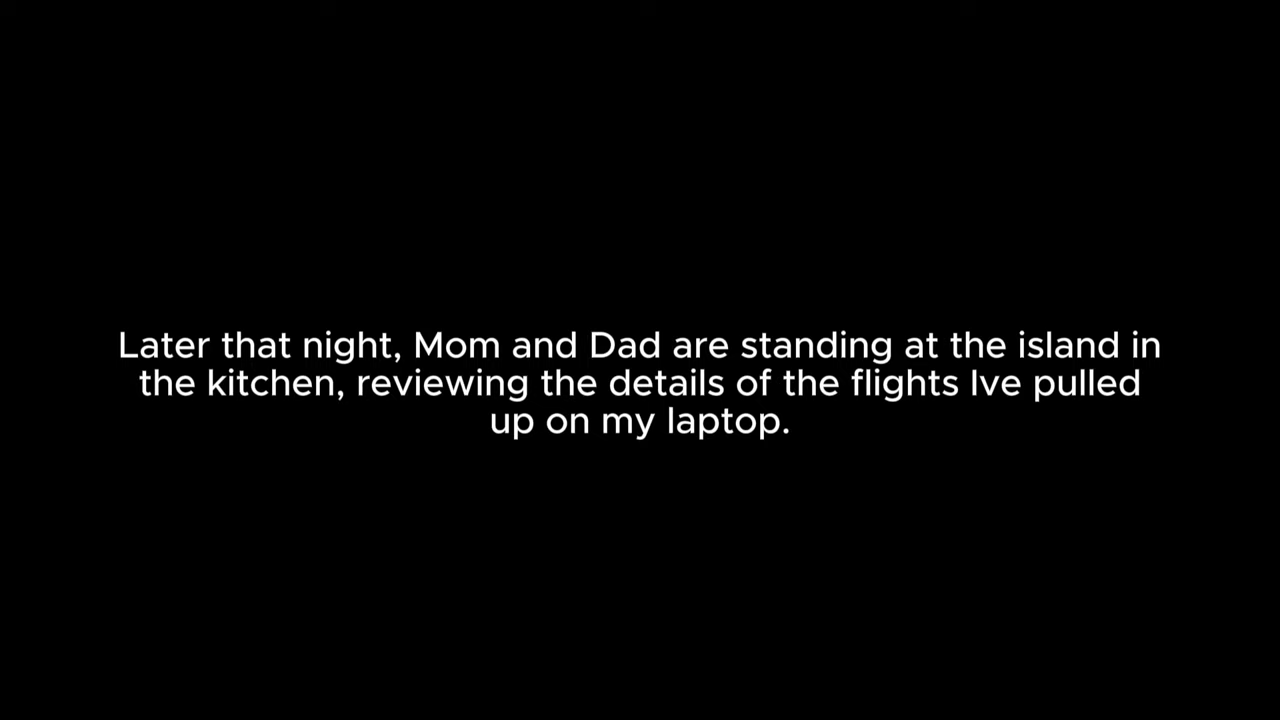 Later that night, Mom and Dad are standing at the island in
the kitchen, reviewing the details of the flights Ive pulled
up on my laptop.